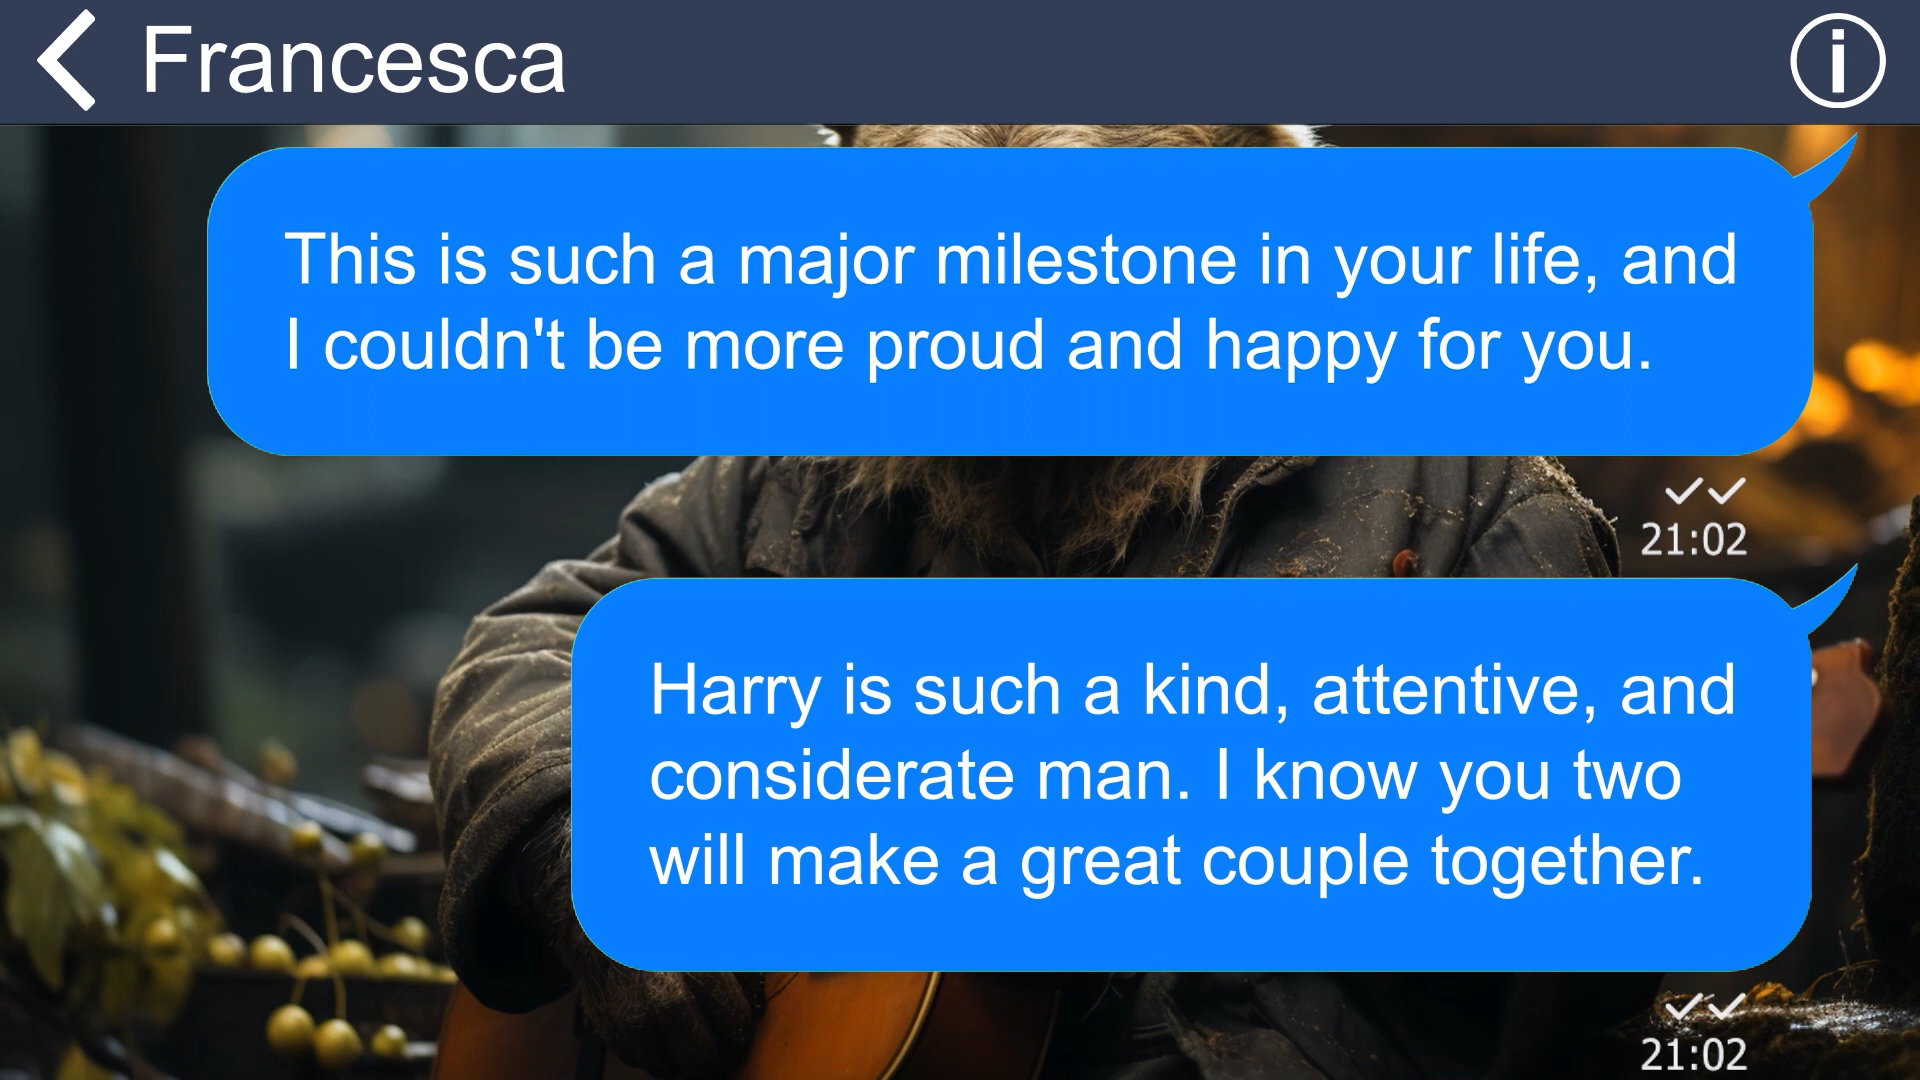 Francesca
This is such a major milestone in your life, and
I couldn't be more proud and happy for you.
21:02
Harry is such a kind, attentive, and
considerate man. I know you two
will make a great couple together.
21:02